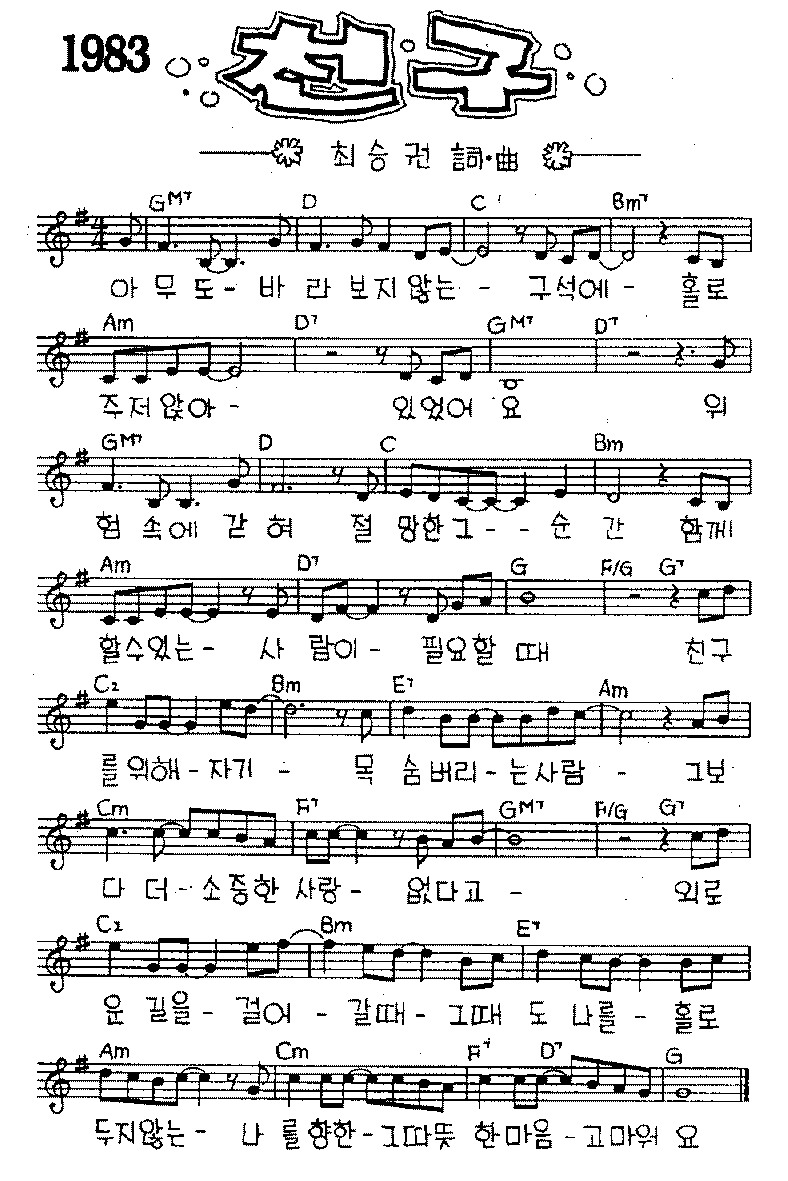 1983
친구
최승권 詞·曲
GM7 D C Bm7
아 무 도- 바 라 보지않는 - 구석에 - 홀로
Am D7 GM7 D7
주저앉아 - 있었어 요 위
GM7 D C Bm
험 속에 갇 혀 절 망한그 - - 순 간 함께
Am D7 G F/G G7
할수있는 - 사 람이 - 필요할 때 친구
C2 Bm E7 Am
를위해 - 자기 - 목 숨버리 - 는사람 - 그보
Cm F7 GM7 F/G G7
다 더 - 소중한 사랑 - 없다고 - 외로
C2 Bm E7
운 길을 - 걸어 - 갈때 - 그때 도 나를 - 홀로
Am Cm D7 G
두지않는 - 나 를향한 - 그따뜻 한마음 - 고마워 요